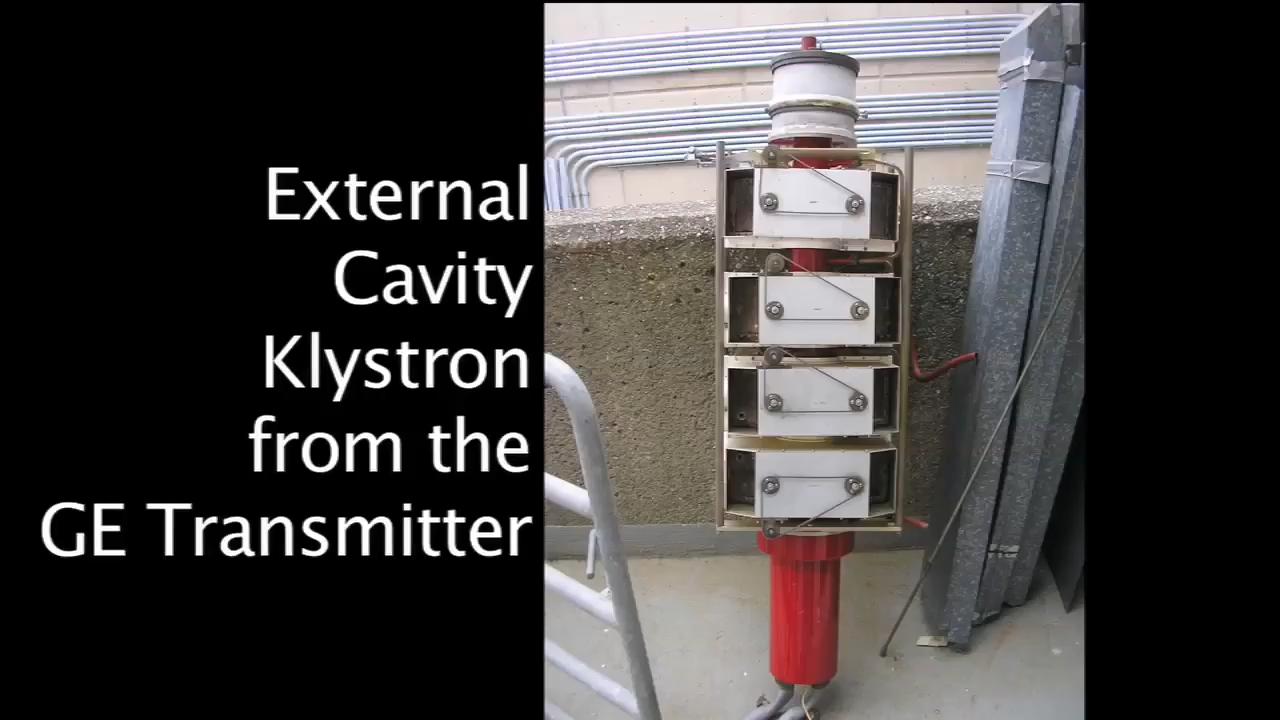 External
Cavity
Klystron
from the
GE Transmitter